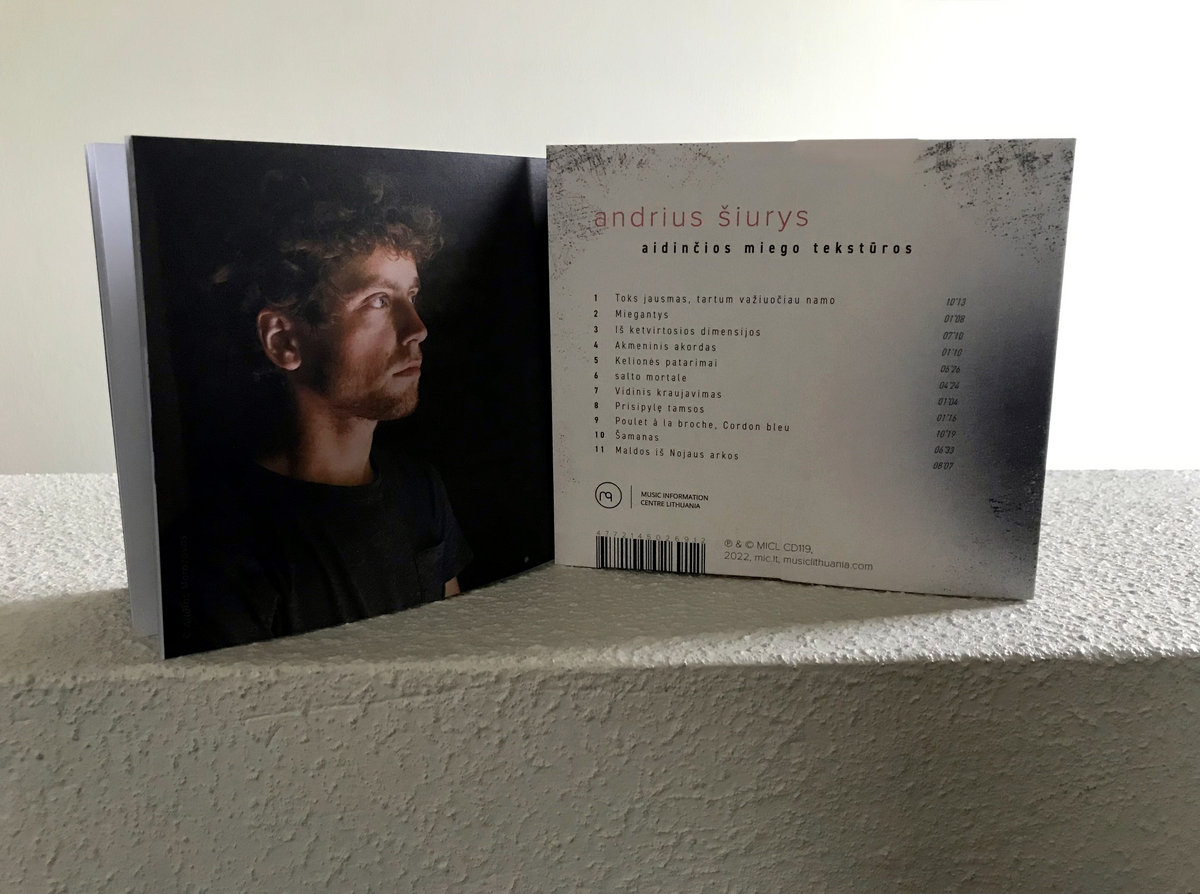 andrius šiurys
aidinčios miego tekstūros
1 Toks jausmas, tartum važiuočiau namo 10'13
2 Miegantys 01'08
3 Iš ketvirtosios dimensijos 07'10
4 Akmeninis akordas 01'10
5 Kelionės patarimai 06'26
6 salto mortale 04'24
7 Vidinis kraujavimas 01'04
8 Prisipylę tamsos 01'16
9 Poulet à la broche, Cordon bleu 10'19
10 Šamanas 06'33
11 Maldos iš Nojaus arkos 08'07
MUSIC INFORMATION
CENTRE LITHUANIA
4772145026912
℗ & © MICL CD119,
2022, mic.lt, musiclithuania.com